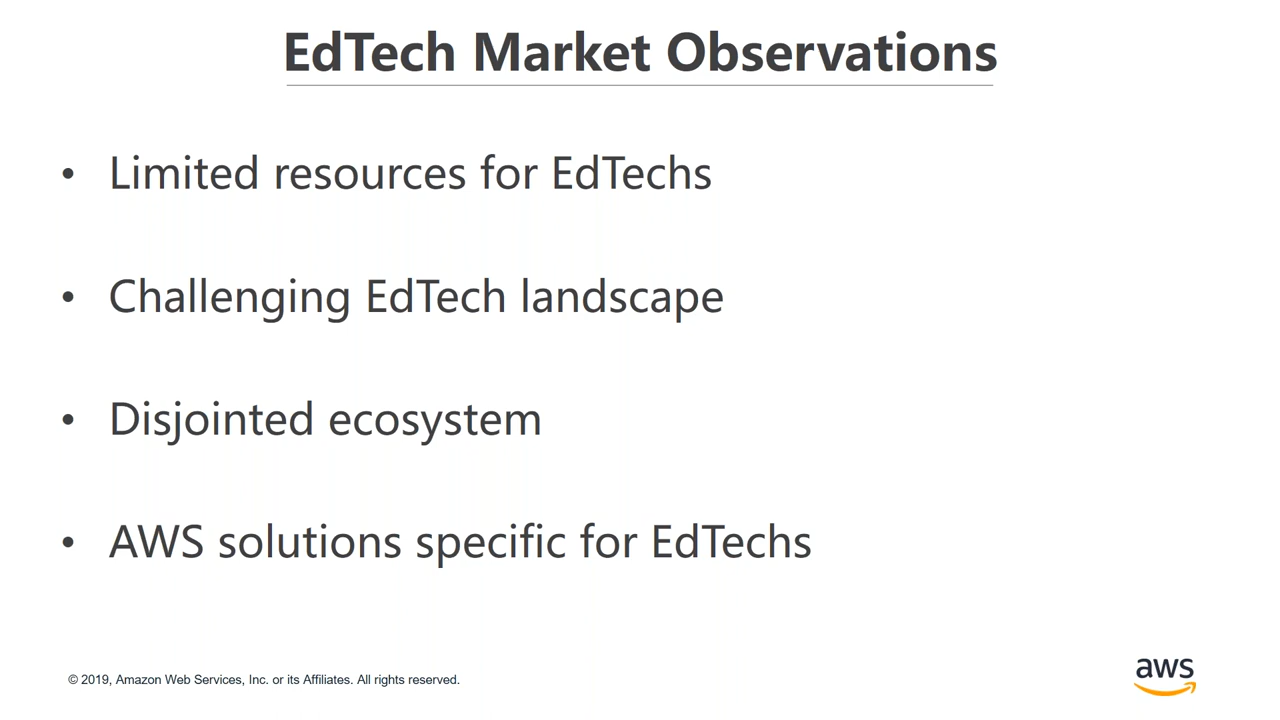 EdTech Market Observations
• Limited resources for EdTechs
• Challenging EdTech landscape
• Disjointed ecosystem
• AWS solutions specific for EdTechs
© 2019, Amazon Web Services, Inc. or its Affiliates. All rights reserved.
aws